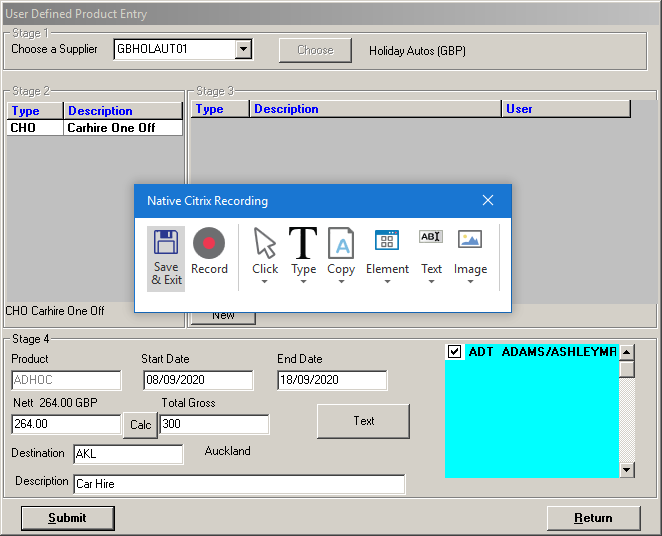 User Defined Product Entry
Stage 1
Choose a Supplier GBHOLAUT01 Choose Holiday Autos (GBP)
Stage 2 Stage 3
Type Description Type Description User
CHO Carhire One Off
Native Citrix Recording
Save & Exit Record Click Type Copy Element Text Image
CHO Carhire One Off New
Stage 4
Product Start Date End Date
ADHOC 08/09/2020 18/09/2020
ADT ADAMS/ASHLEYMR
Nett 264.00 GBP Total Gross
264.00 Calc 300 Text
Destination AKL Auckland
Description Car Hire
Submit Return